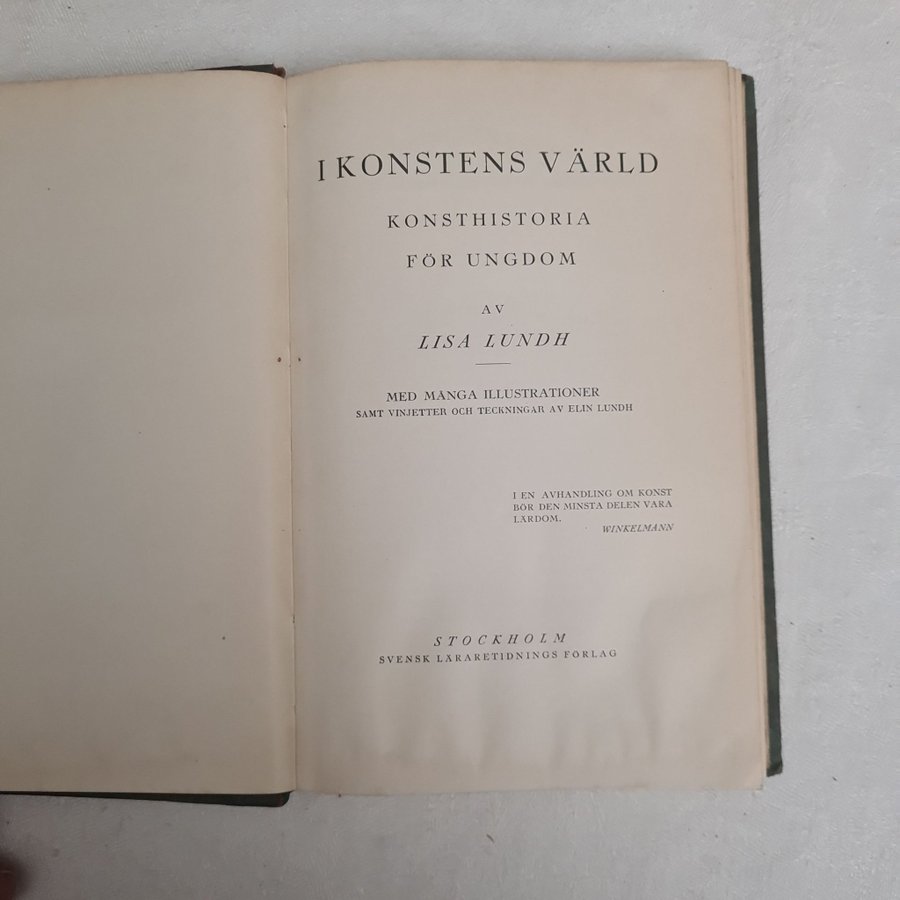 I KONSTENS VÄRLD
KONSTHISTORIA
FÖR UNGDOM
AV
LISA LUNDH
MED MÅNGA ILLUSTRATIONER
SAMT VINJETTER OCH TECKNINGAR AV ELIN LUNDH
I EN AVHANDLING OM KONST
BÖR DEN MINSTA DELEN VARA
LÄRDOM.
WINKELMANN
STOCKHOLM
SVENSK LÄRARETIDNINGS FÖRLAG